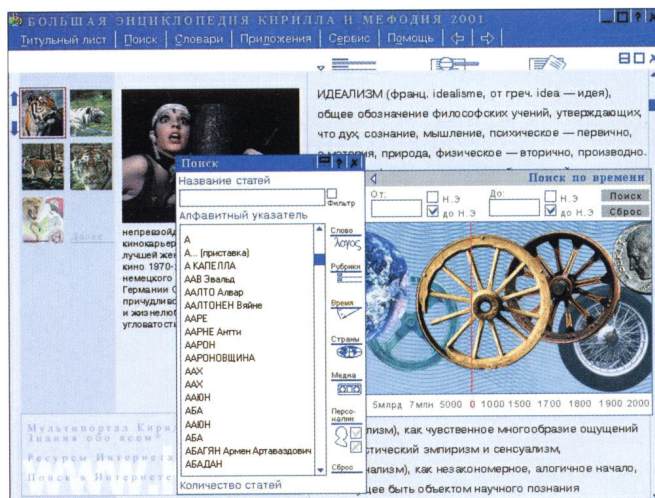 БОЛЬШАЯ ЭНЦИКЛОПЕДИЯ КИРИЛЛА И МЕФОДИЯ 2001
Титульный лист | Поиск | Словари | Приложения | Сервис | Помощь
ИДЕАЛИЗМ (франц. idealisme, от греч. idea — идея),
общее обозначение философских учений, утверждающих,
что дух, сознание, мышление, психическое — первично,
а материя, природа, физическое — вторично, производно.
Далее
непревзойд
кинокарьер
лучшей жен
кино 1970-
немецкого
Германии
причудливо
и жизнелю
угловатост
Поиск
Название статей
Фильтр
Алфавитный указатель
А
А... (приставка)
А КАПЕЛЛА
ААВ Эвальд
ААЛТО Алвар
ААЛТОНЕН Вяйне
ААРЕ
ААРНЕ Антти
ААРОН
ААРОНОВЩИНА
ААХ
ААХ
ААЮН
АБА
ААЮН
АБА
АБАГЯН Армен Артаваздович
АБАДАН
Количество статей
Слово
λογος
Рубрики
Время
Страны
Медиа
Персо-
налии
Сброс
Поиск по времени
От: Н.Э До: Н.Э Поиск
до Н.Э до Н.Э Сброс
5млрд 7млн 5000 0 1000 1500 1700 1800 1900 2000
лизм), как чувственное многообразие ощущений
стический эмпиризм и сенсуализм,
нализм), как незакономерное, алогичное начало,
щее быть объектом научного познания
Мультипортал Кирил
Знания обо всем
Ресурсы Интернета
Поиск в Интернете